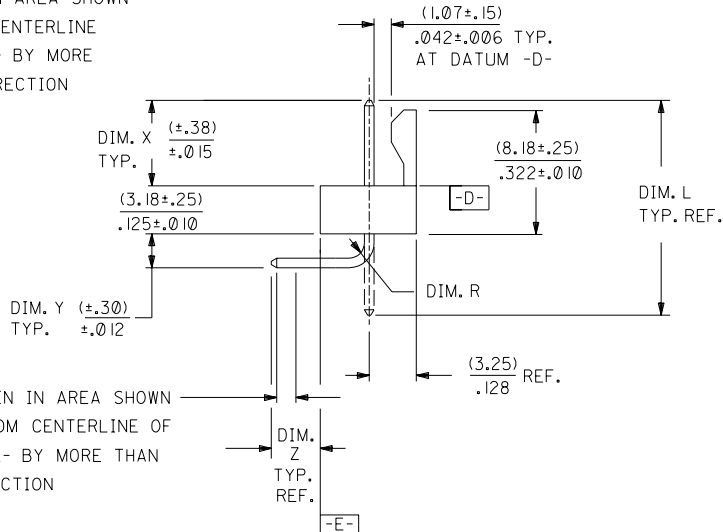 AREA SHOWN
ENTERLINE
BY MORE
RECTION
(1.07±.15)
.042±.006 TYP.
AT DATUM -D-
DIM. X (±.38)
TYP. ±.015
(8.18±.25)
.322±.010
(3.18±.25)
.125±.010
-D-
DIM. L
TYP. REF.
DIM. R
DIM. Y (±.30)
TYP. ±.012
(3.25)
.128 REF.
EN IN AREA SHOWN
OM CENTERLINE OF
- BY MORE THAN
CTION
DIM.
Z
TYP.
REF.
-E-